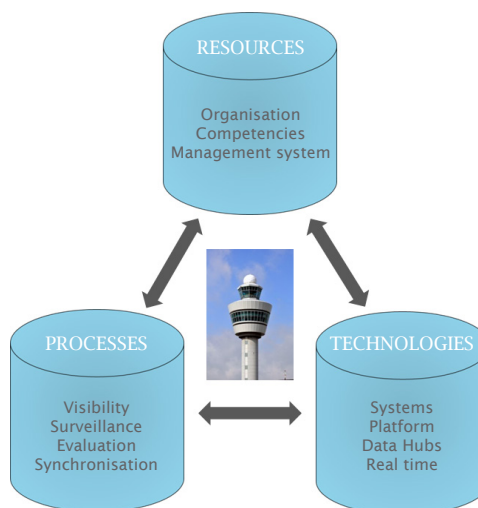 RESOURCES
Organisation
Competencies
Management system
PROCESSES
Visibility
Surveillance
Evaluation
Synchronisation
TECHNOLOGIES
Systems
Platform
Data Hubs
Real time